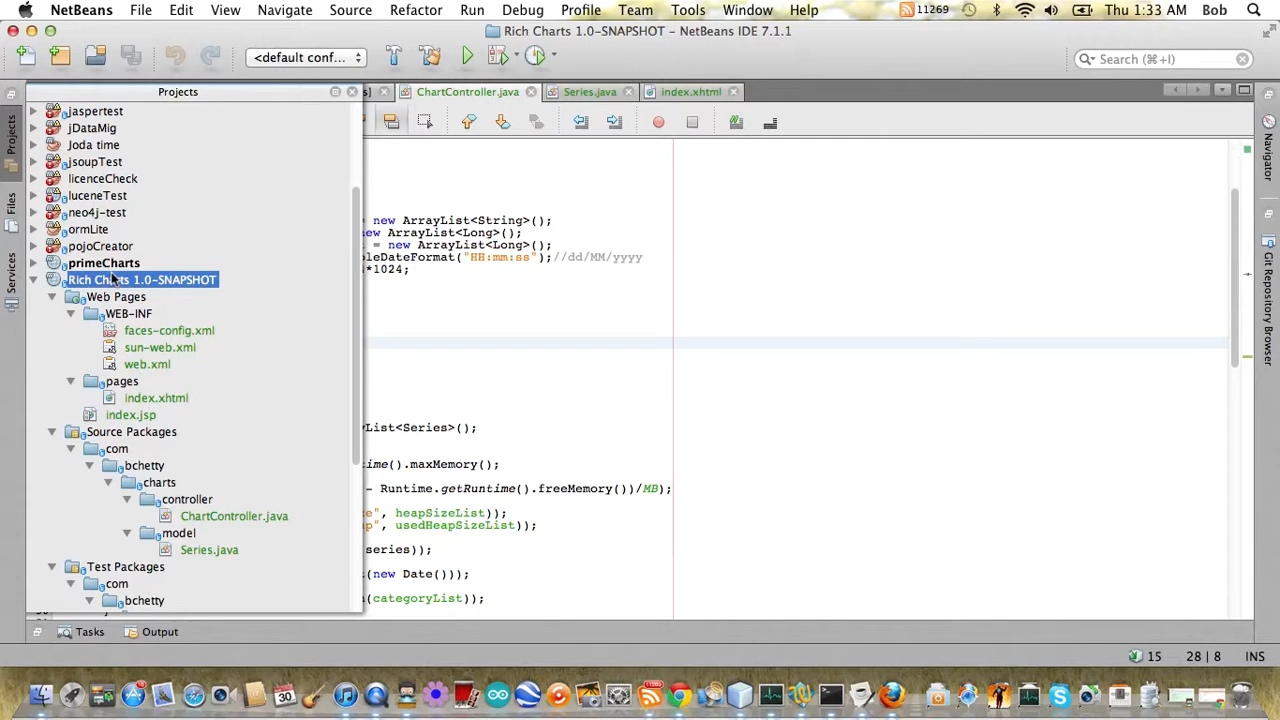 NetBeans File Edit View Navigate Source Refactor Run Debug Profile Team Tools Window Help 11269 Thu 1:33 AM Bob
Rich Charts 1.0-SNAPSHOT - NetBeans IDE 7.1.1
<default conf... Search (⌘+I)
Projects ChartController.java Series.java index.xhtml
Projects
Files
Services
Navigator
Git Repository Browser
jaspertest
jDataMig
Joda time
jsoupTest
licenceCheck
luceneTest
neo4j-test
ormLite
pojoCreator
primeCharts
Rich Charts 1.0-SNAPSHOT
Web Pages
WEB-INF
faces-config.xml
sun-web.xml
web.xml
pages
index.xhtml
index.jsp
Source Packages
com
bchetty
charts
controller
ChartController.java
model
Series.java
Test Packages
com
bchetty
= new ArrayList<String>();
new ArrayList<Long>();
t = new ArrayList<Long>();
pleDateFormat("HH:mm:ss");//dd/MM/yyyy
*1024;
yList<Series>();
ime().maxMemory();
- Runtime.getRuntime().freeMemory())/MB);
e", heapSizeList));
p", usedHeapSizeList));
series));
t(new Date()));
n(categoryList));
Tasks Output
15 28 | 8 INS